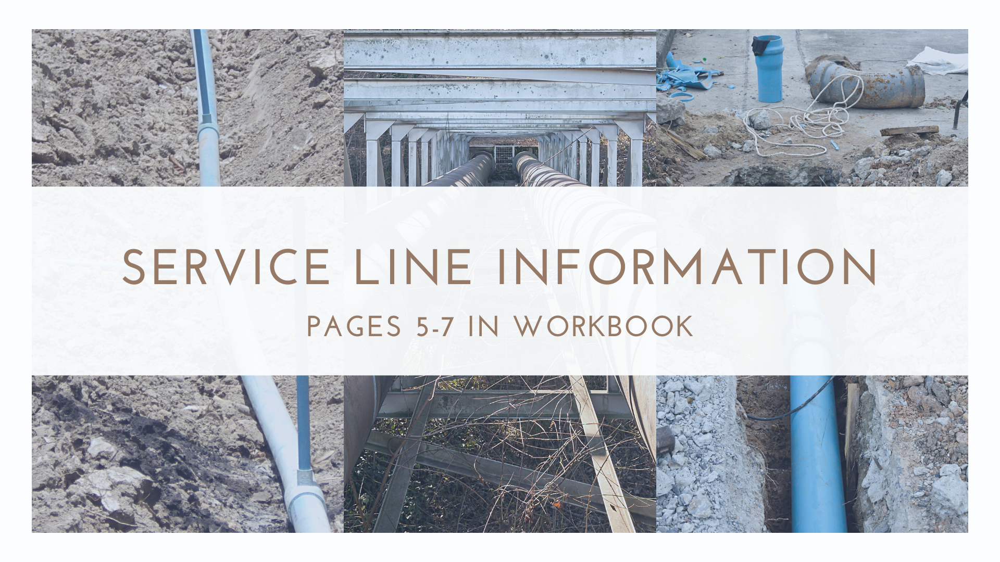 SERVICE LINE INFORMATION
PAGES 5-7 IN WORKBOOK